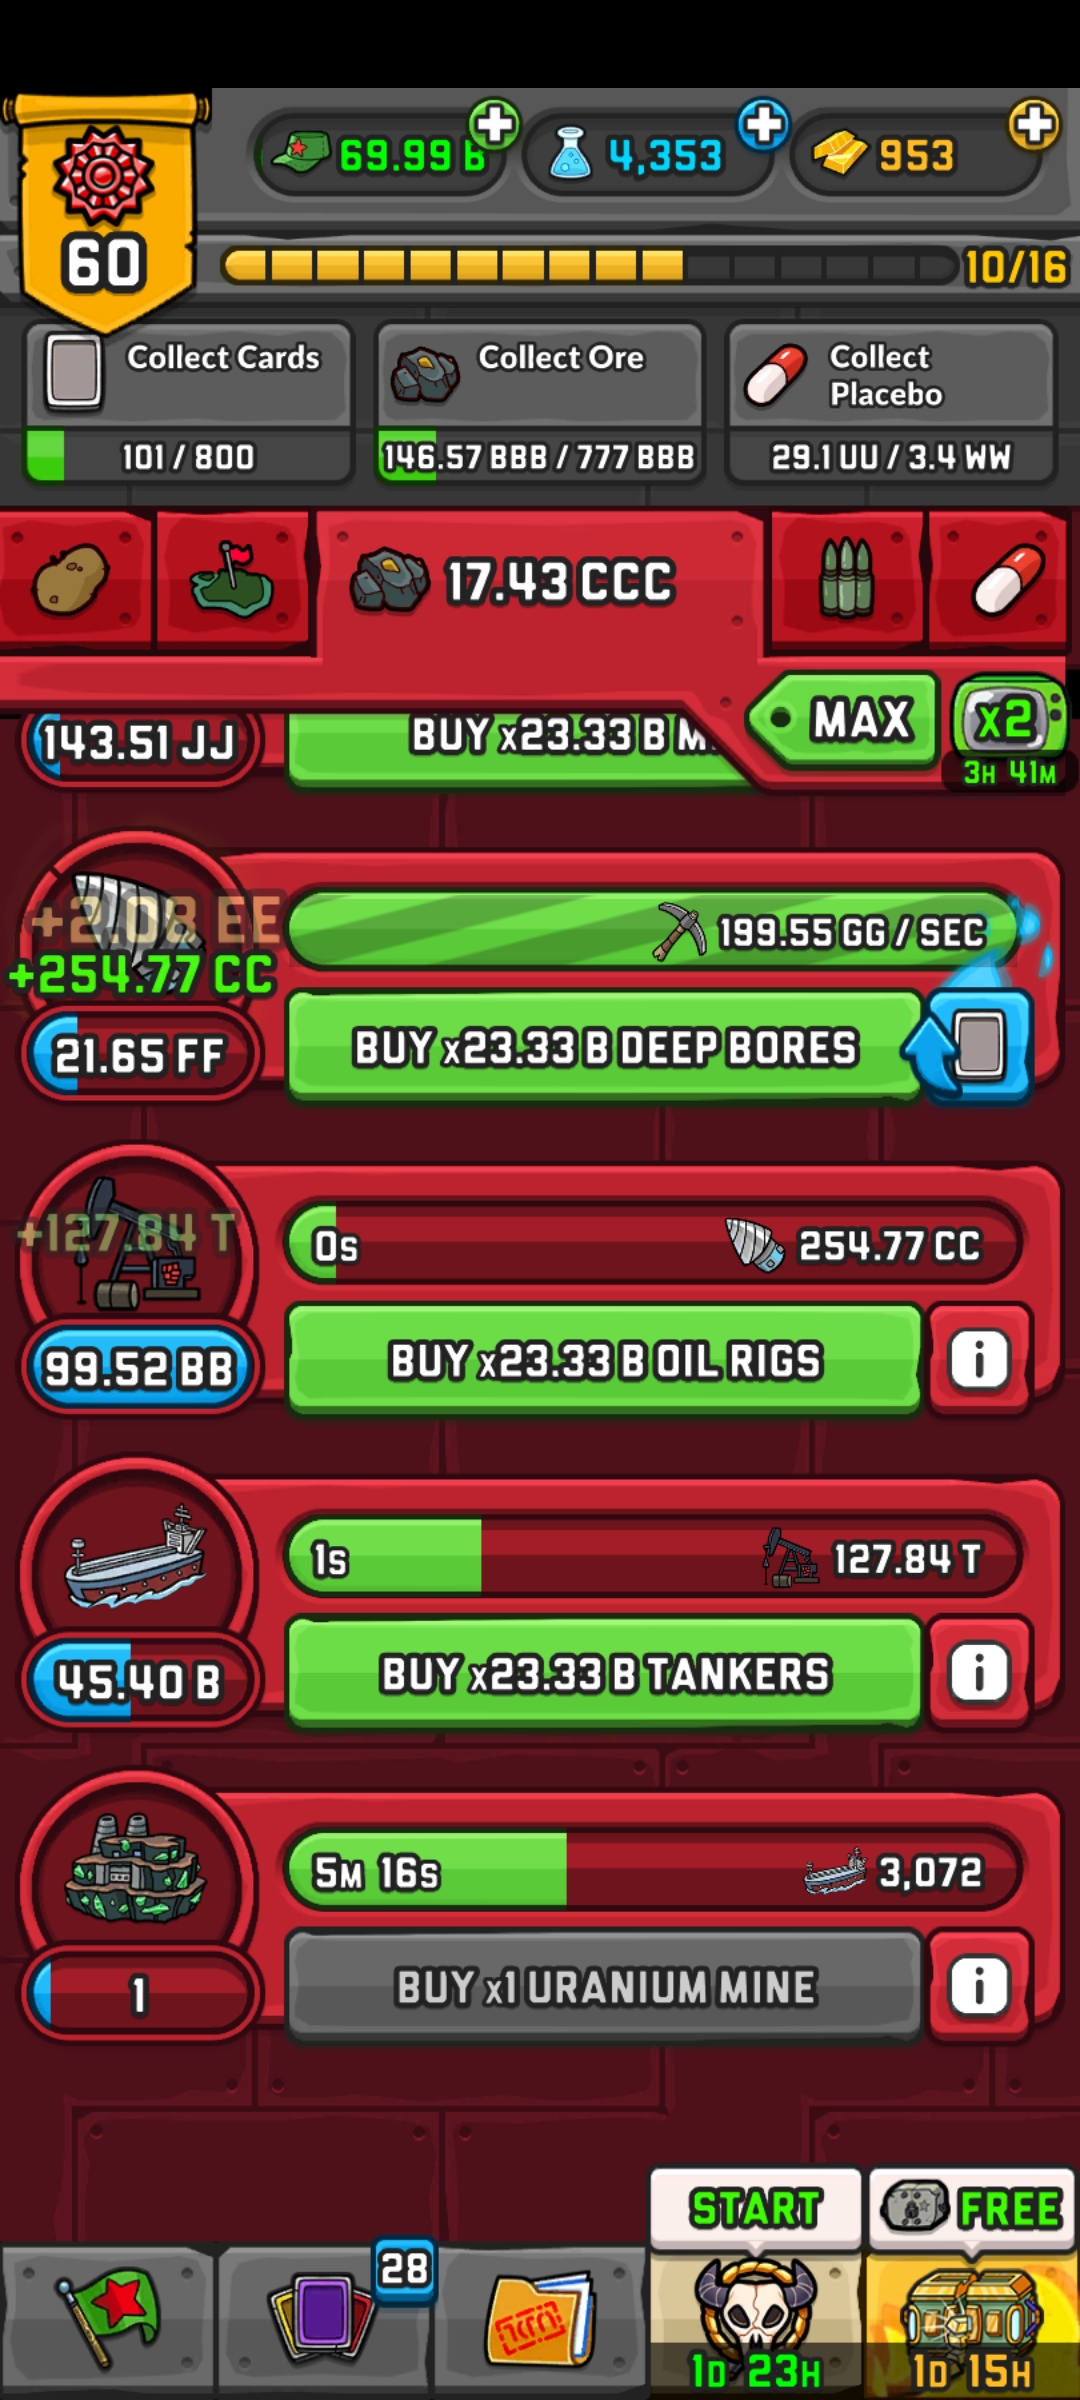 60
69.99 B
4,353
953
10/16
Collect Cards
101 / 800
Collect Ore
146.57 BBB / 777 BBB
Collect
Placebo
29.1 UU / 3.4 WW
17.43 CCC
MAX
x2
3H 41M
143.51 JJ
BUY x23.33 B M
+2.08 EE
+254.77 CC
199.55 GG / SEC
21.65 FF
BUY x23.33 B DEEP BORES
+127.84 T
0s
254.77 CC
99.52 BB
BUY x23.33 B OIL RIGS
i
1s
127.84 T
45.40 B
BUY x23.33 B TANKERS
i
5M 16s
3,072
1
BUY x1 URANIUM MINE
i
START
FREE
28
1D 23H
1D 15H